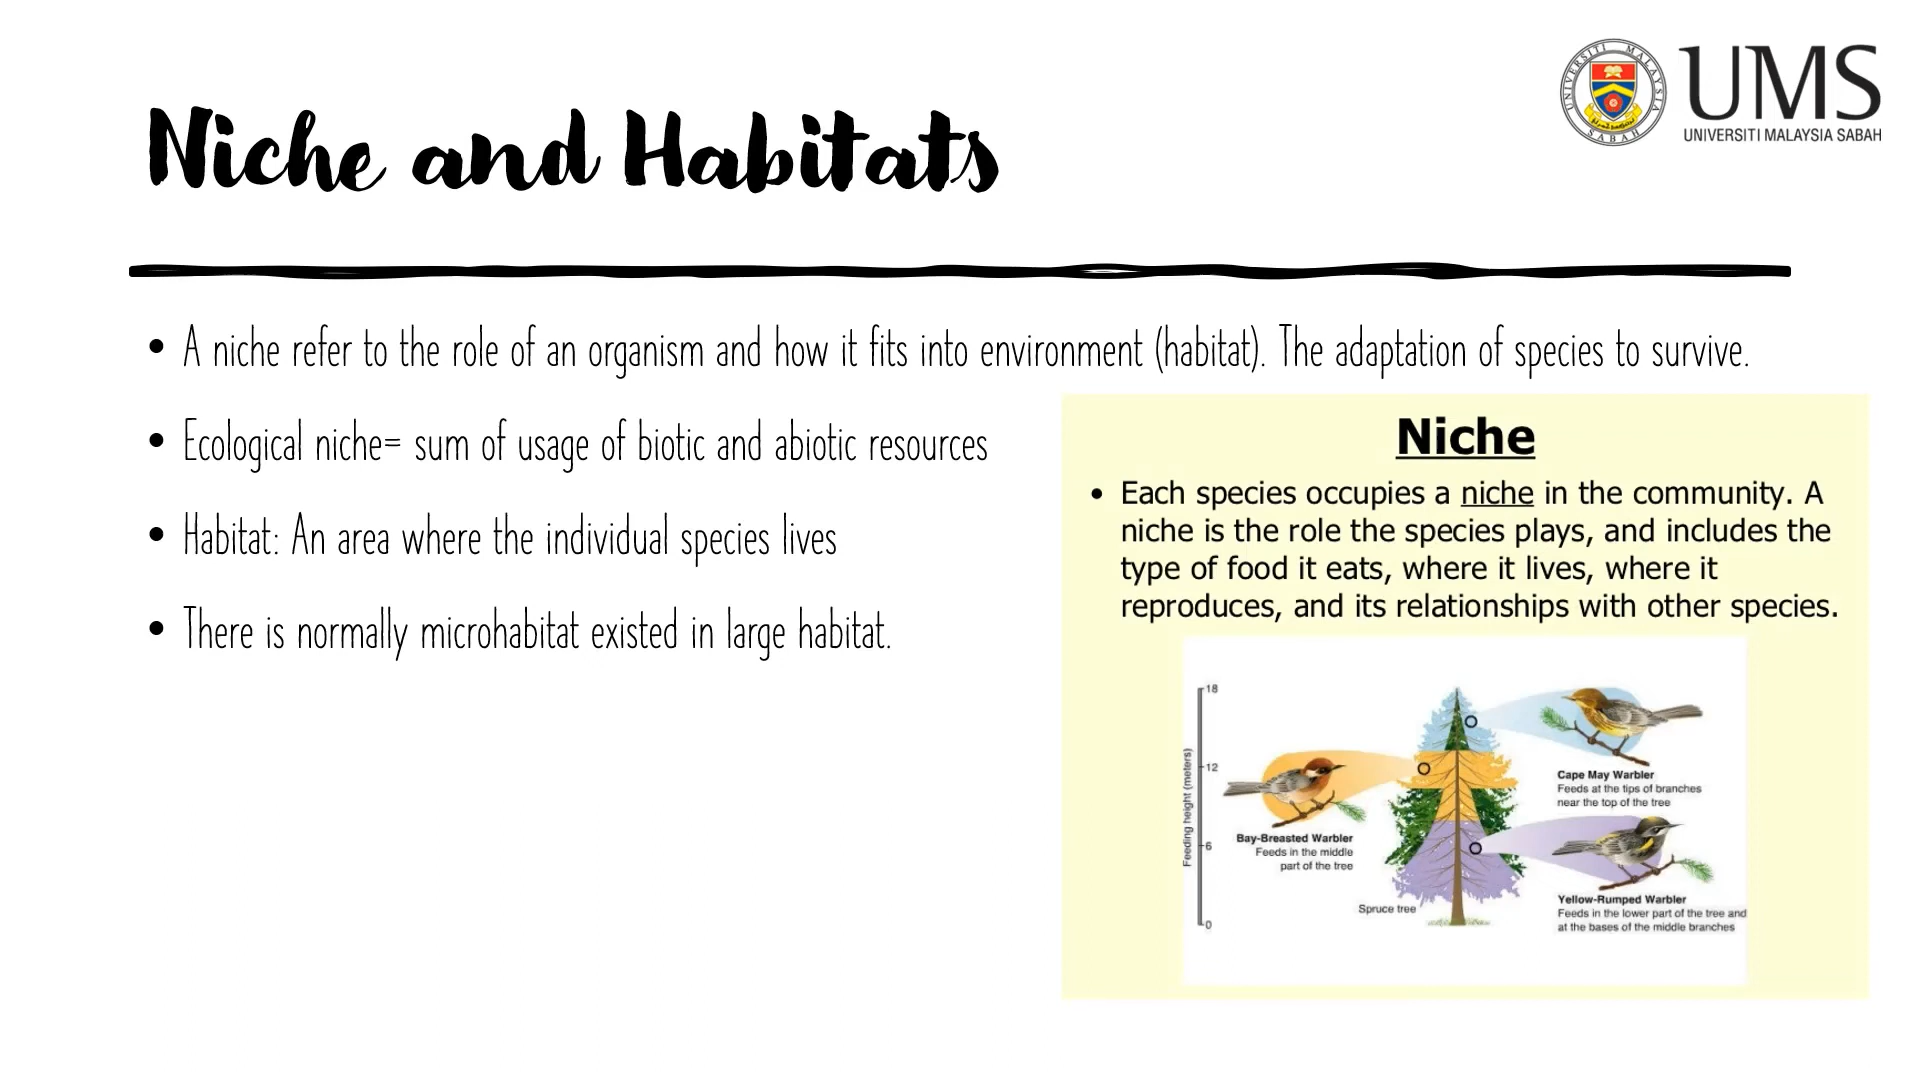 UNIVERSITI MALAYSIA
SABAH
UMS
UNIVERSITI MALAYSIA SABAH
Niche and Habitats
• A niche refer to the role of an organism and how it fits into environment (habitat). The adaptation of species to survive.
• Ecological niche= sum of usage of biotic and abiotic resources
• Habitat: An area where the individual species lives
• There is normally microhabitat existed in large habitat.
Niche
• Each species occupies a niche in the community. A
niche is the role the species plays, and includes the
type of food it eats, where it lives, where it
reproduces, and its relationships with other species.
Feeding height (meters)
18
12
6
0
Cape May Warbler
Feeds at the tips of branches
near the top of the tree
Bay-Breasted Warbler
Feeds in the middle
part of the tree
Spruce tree
Yellow-Rumped Warbler
Feeds in the lower part of the tree and
at the bases of the middle branches